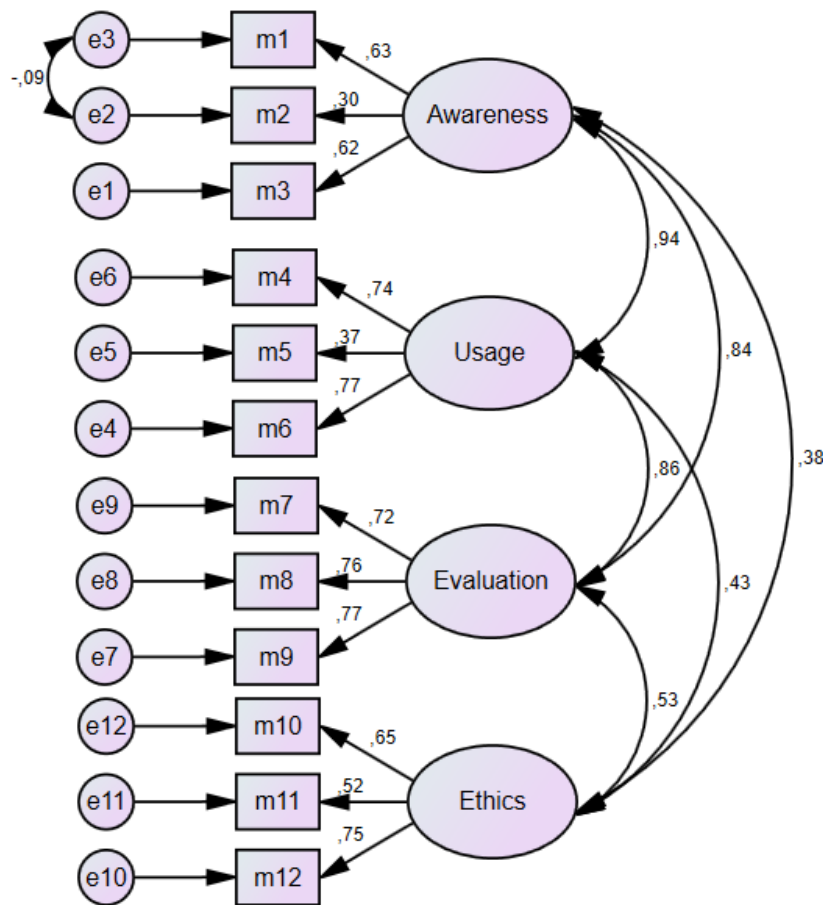 e3 m1 ,63
-,09 Awareness
e2 m2 ,30
e1 m3 ,62
,94
e6 m4 ,74
e5 m5 ,37 Usage
,84
e4 m6 ,77
,86 ,38
e9 m7 ,72
e8 m8 ,76 Evaluation ,43
e7 m9 ,77
,53
e12 m10 ,65
e11 m11 ,52 Ethics
e10 m12 ,75